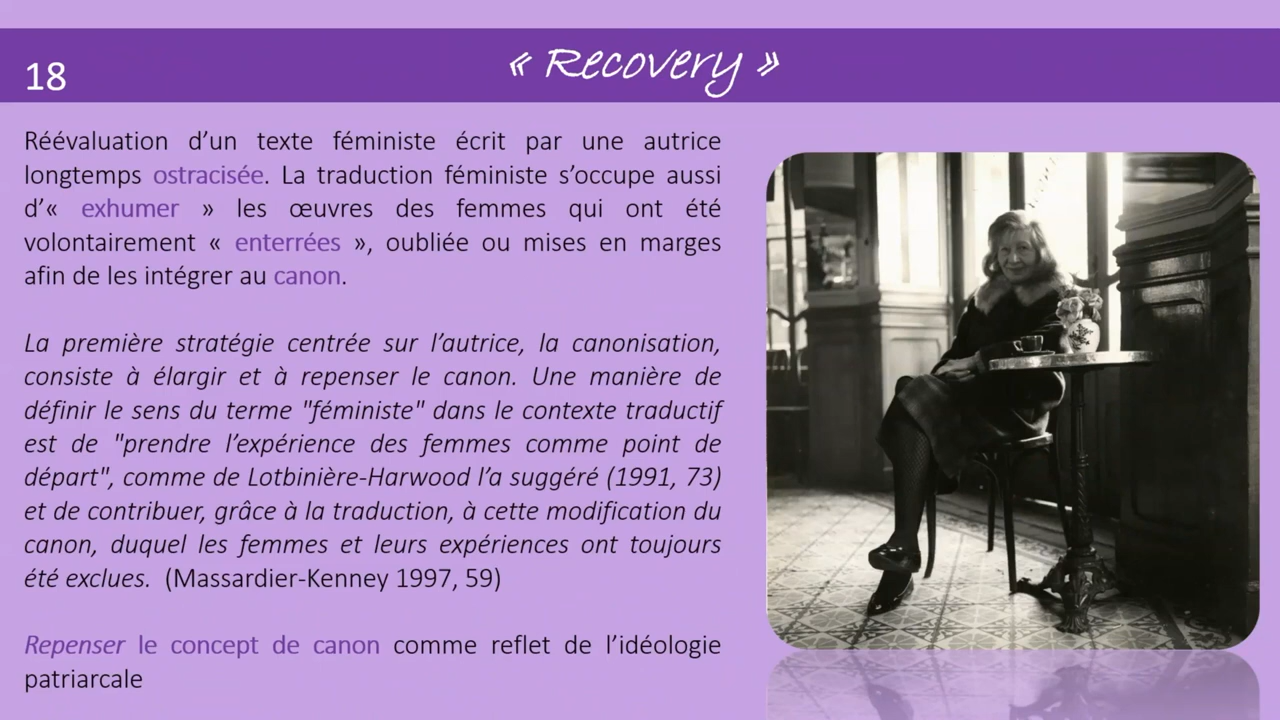 18
« Recovery »
Réévaluation d’un texte féministe écrit par une autrice
longtemps ostracisée. La traduction féministe s’occupe aussi
d’« exhumer » les œuvres des femmes qui ont été
volontairement « enterrées », oubliée ou mises en marges
afin de les intégrer au canon.
La première stratégie centrée sur l’autrice, la canonisation,
consiste à élargir et à repenser le canon. Une manière de
définir le sens du terme "féministe" dans le contexte traductif
est de "prendre l’expérience des femmes comme point de
départ", comme de Lotbinière-Harwood l’a suggéré (1991, 73)
et de contribuer, grâce à la traduction, à cette modification du
canon, duquel les femmes et leurs expériences ont toujours
été exclues. (Massardier-Kenney 1997, 59)
Repenser le concept de canon comme reflet de l’idéologie
patriarcale